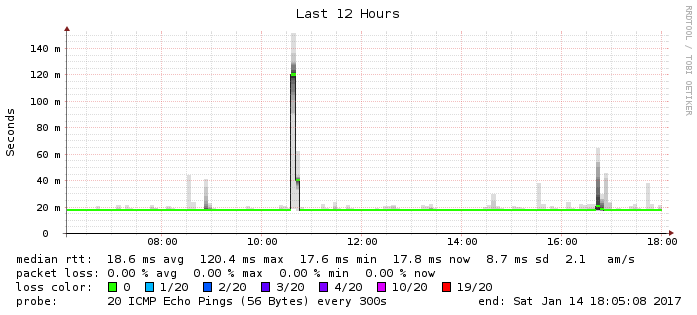 Last 12 Hours
RRDTOOL / TOBI OETIKER
Seconds
140 m
120 m
100 m
80 m
60 m
40 m
20 m
0
08:00 10:00 12:00 14:00 16:00 18:00
median rtt: 18.6 ms avg 120.4 ms max 17.6 ms min 17.8 ms now 8.7 ms sd 2.1 am/s
packet loss: 0.00 % avg 0.00 % max 0.00 % min 0.00 % now
loss color: 0 1/20 2/20 3/20 4/20 10/20 19/20
probe: 20 ICMP Echo Pings (56 Bytes) every 300s end: Sat Jan 14 18:05:08 2017